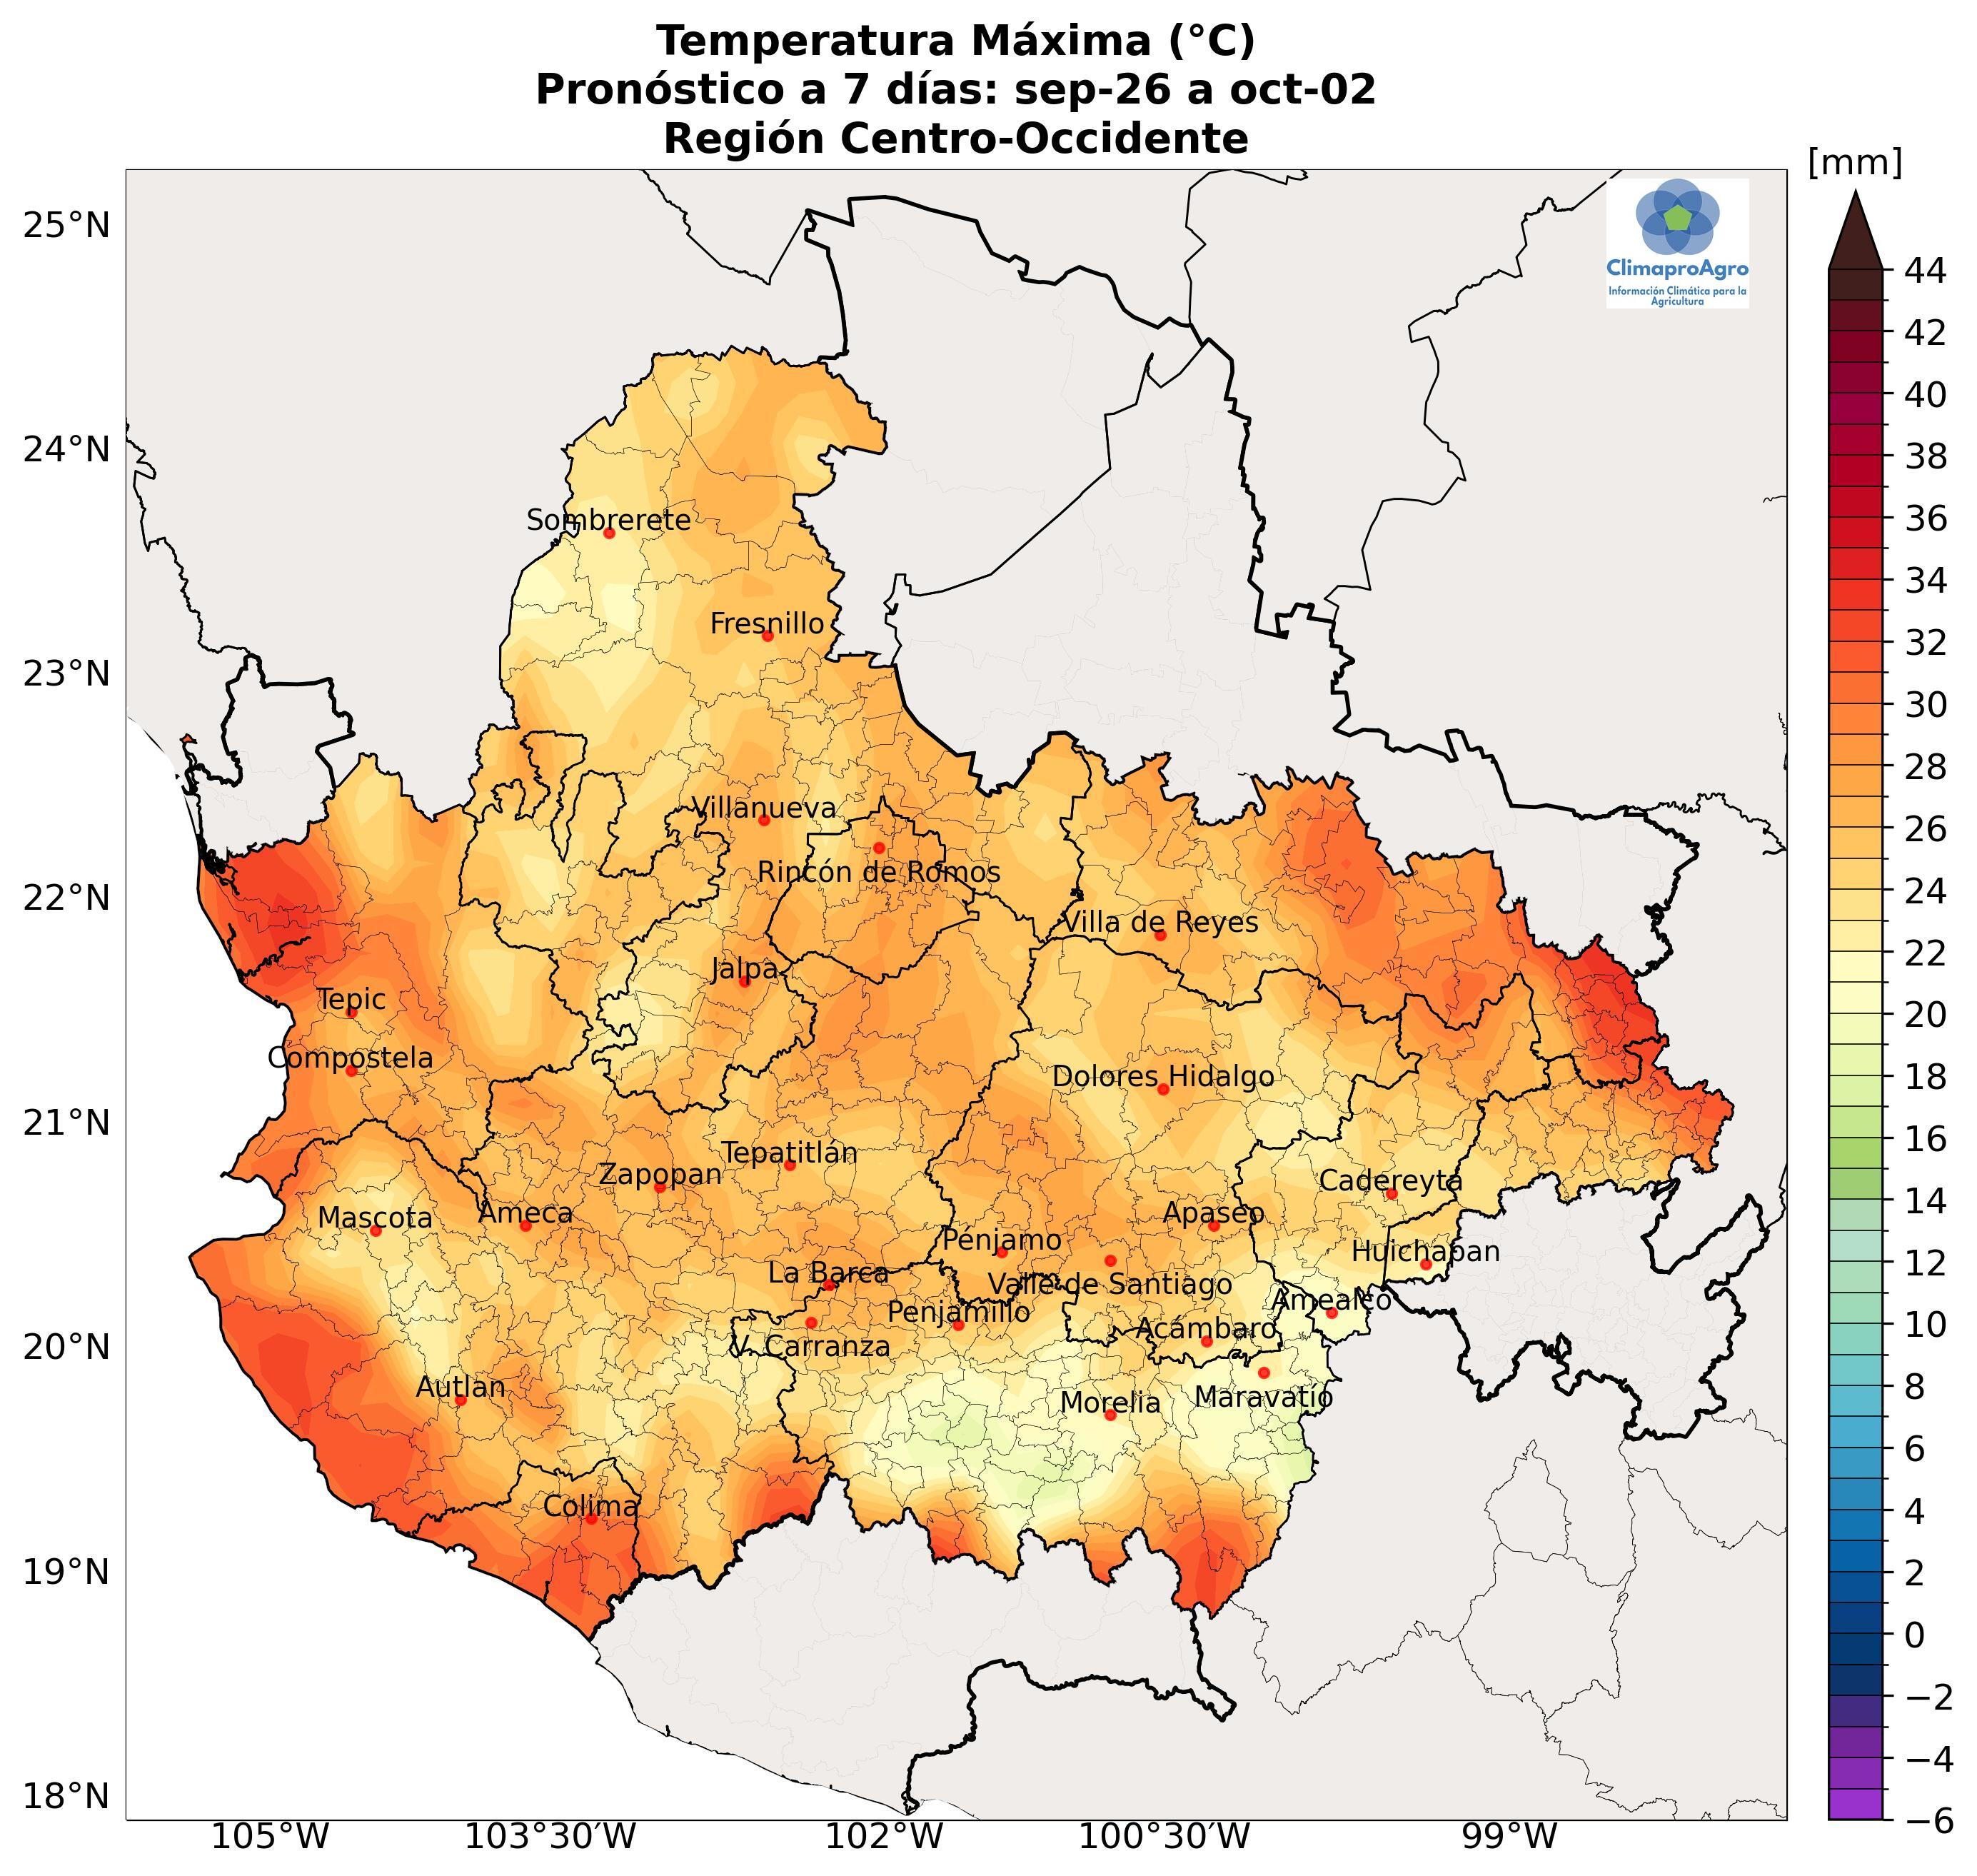 Temperatura Máxima (°C)
Pronóstico a 7 días: sep-26 a oct-02
Región Centro-Occidente
[mm]
ClimaproAgro
Información Climática para la
Agricultura
25°N
24°N
23°N
22°N
21°N
20°N
19°N
18°N
Sombrerete
Fresnillo
Villanueva
Rincón de Romos
Villa de Reyes
Jalpa
Tepic
Compostela
Dolores Hidalgo
Tepatitlán
Zapopan
Cadereyta
Mascota
Ameca
Apaseo
Pénjamo
Huichapan
La Barca
Valle de Santiago
Amealco
Penjamillo
Acámbaro
V. Carranza
Autlan
Maravatío
Morelia
Colima
105°W
103°30′W
102°W
100°30′W
99°W
44
42
40
38
36
34
32
30
28
26
24
22
20
18
16
14
12
10
8
6
4
2
0
−2
−4
−6